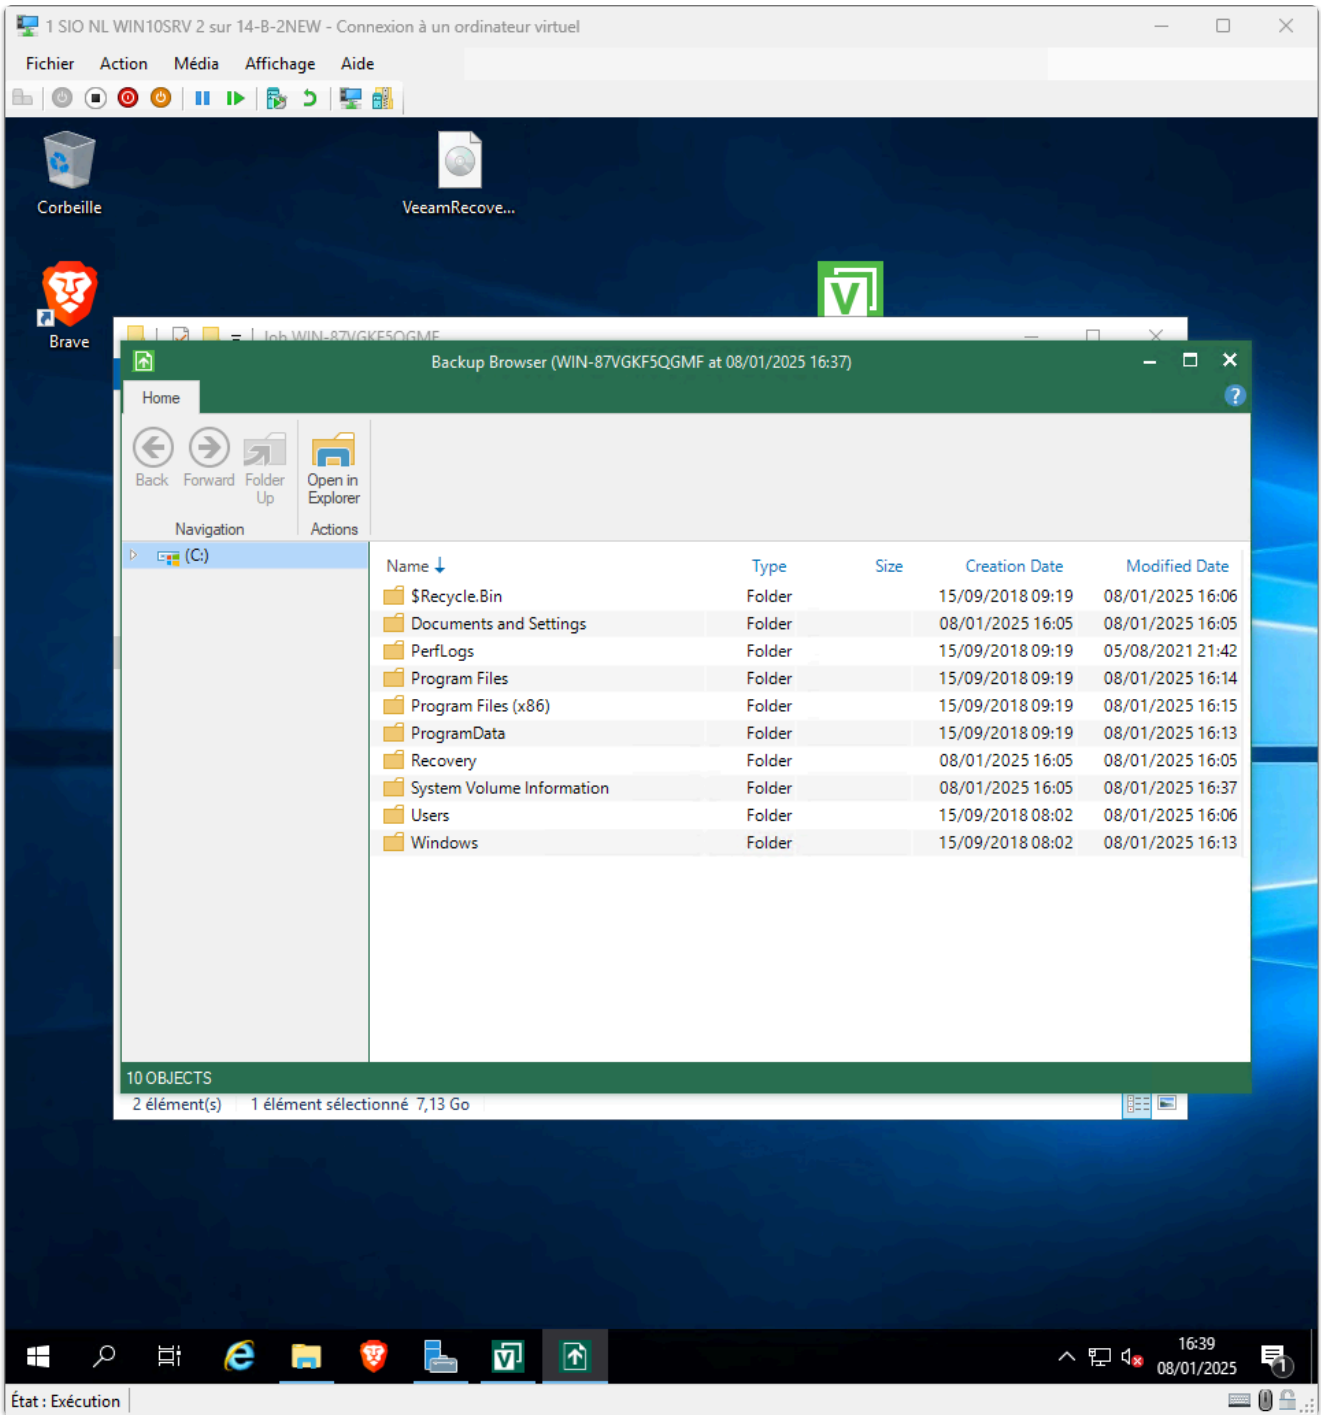 1 SIO NL WIN10SRV 2 sur 14-B-2NEW - Connexion à un ordinateur virtuel
Fichier Action Média Affichage Aide
Corbeille
VeeamRecove...
Brave
Job WIN-87VGKF5QGMF
Backup Browser (WIN-87VGKF5QGMF at 08/01/2025 16:37)
Home
Back Forward Folder Up
Open in Explorer
Navigation Actions
(C:)
Name Type Size Creation Date Modified Date
$Recycle.Bin Folder 15/09/2018 09:19 08/01/2025 16:06
Documents and Settings Folder 08/01/2025 16:05 08/01/2025 16:05
PerfLogs Folder 15/09/2018 09:19 05/08/2021 21:42
Program Files Folder 15/09/2018 09:19 08/01/2025 16:14
Program Files (x86) Folder 15/09/2018 09:19 08/01/2025 16:15
ProgramData Folder 15/09/2018 09:19 08/01/2025 16:13
Recovery Folder 08/01/2025 16:05 08/01/2025 16:05
System Volume Information Folder 08/01/2025 16:05 08/01/2025 16:37
Users Folder 15/09/2018 08:02 08/01/2025 16:06
Windows Folder 15/09/2018 08:02 08/01/2025 16:13
10 OBJECTS
2 élément(s) 1 élément sélectionné 7,13 Go
16:39
08/01/2025
1
État : Exécution